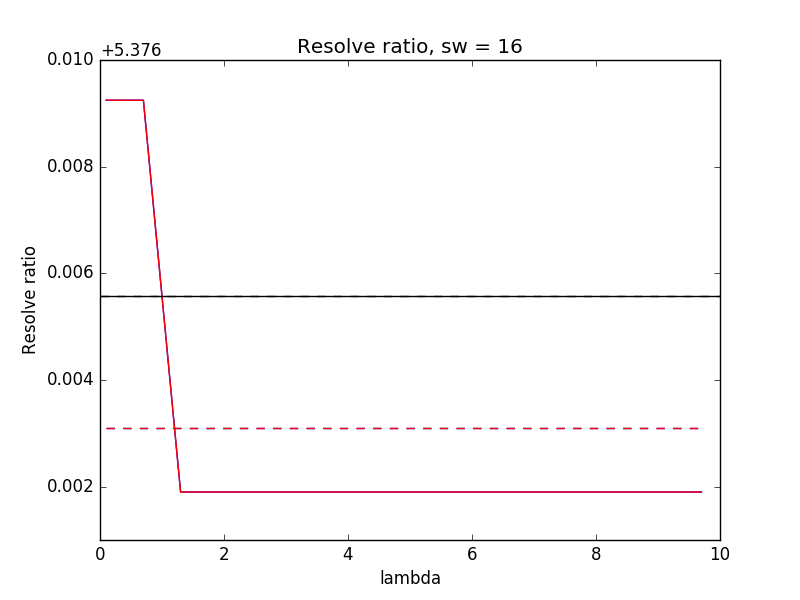 Resolve ratio, sw = 16
+5.376
0.010
0.008
0.006
0.004
0.002
Resolve ratio
0 2 4 6 8 10
lambda